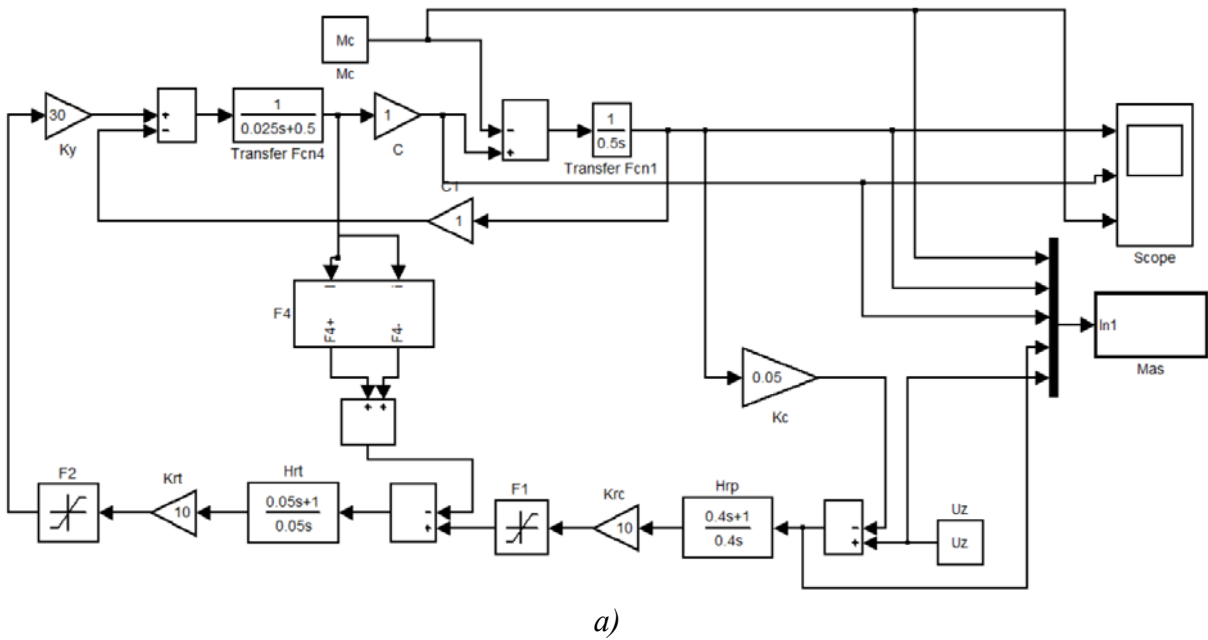 Mc
Mc
30
Ky
+
-
1
0.025s+0.5
Transfer Fcn4
1
C
-
+
1
0.5s
Transfer Fcn1
C1
1
Scope
F4
F4+
F4-
+ +
0.05
Kc
In1
Mas
F2
Krt
10
Hrt
0.05s+1
0.05s
-
+
F1
Krc
10
Hrp
0.4s+1
0.4s
-
+
Uz
Uz
a)